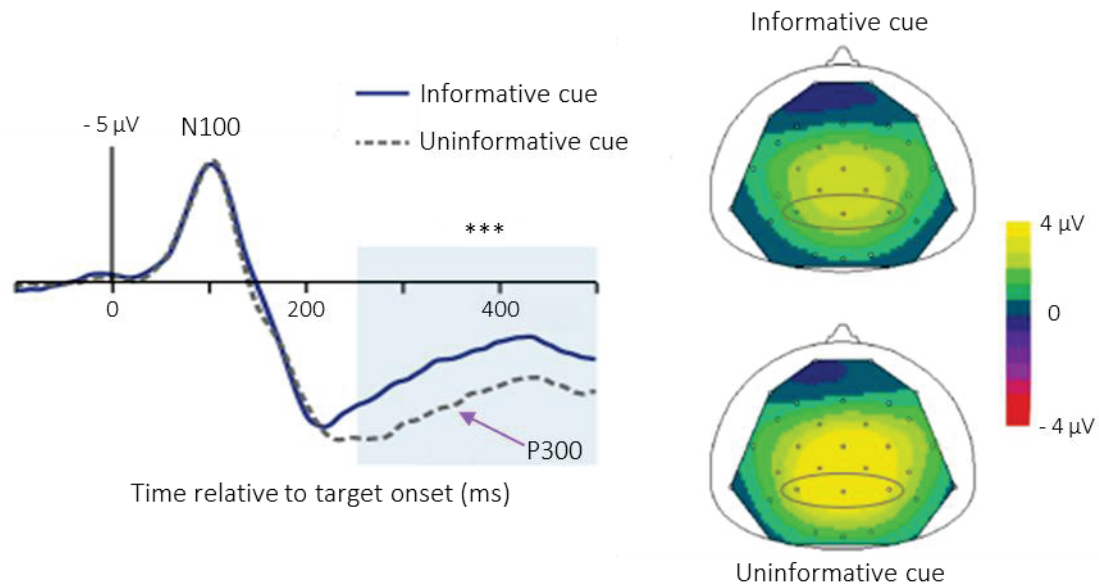 Informative cue
Uninformative cue
- 5 µV
N100
***
0
200
400
P300
Time relative to target onset (ms)
Informative cue
4 µV
0
- 4 µV
Uninformative cue